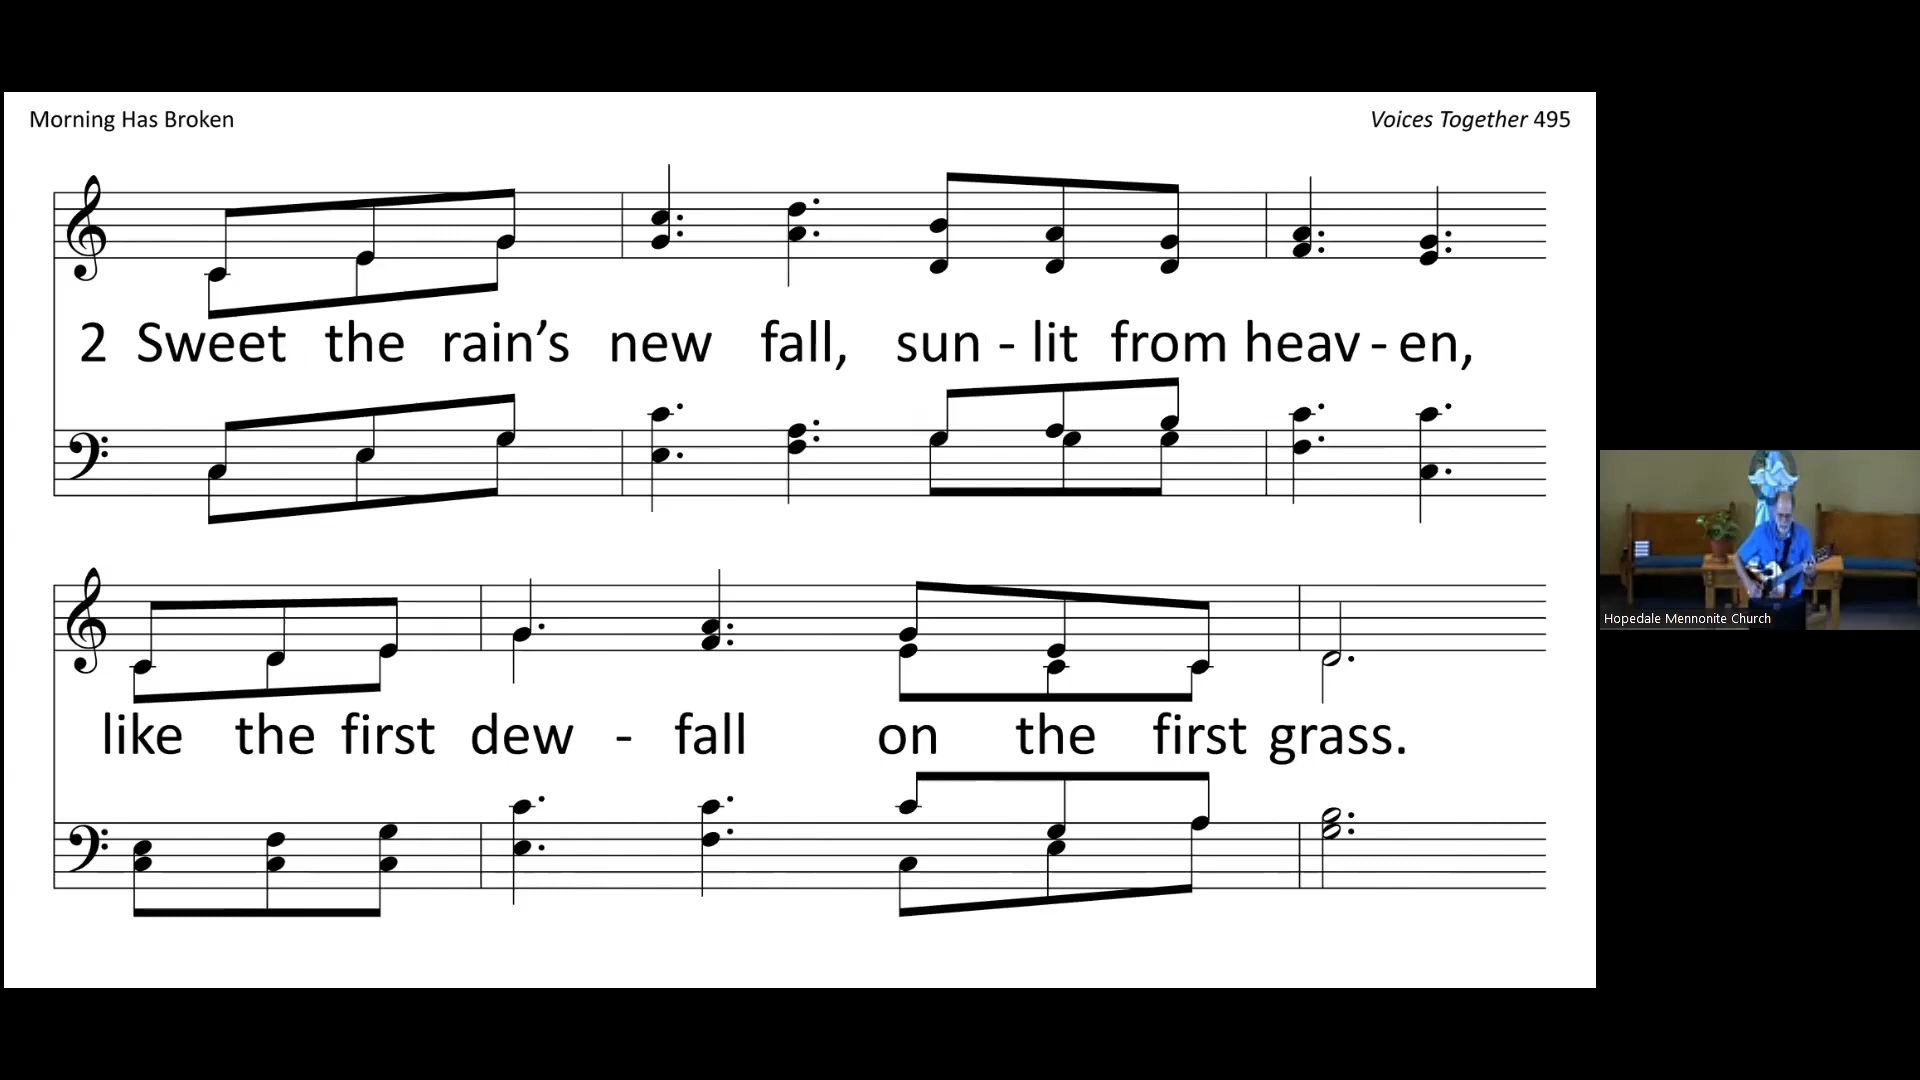 Morning Has Broken
Voices Together 495
2 Sweet the rain’s new fall, sun - lit from heav - en,
like the first dew - fall on the first grass.
Hopedale Mennonite Church